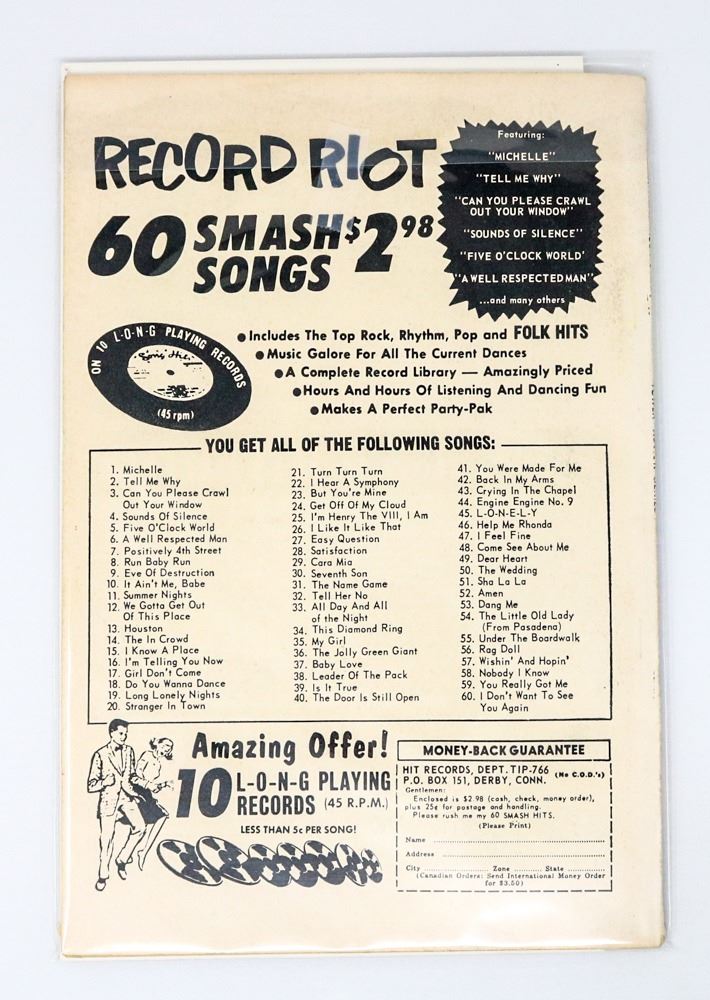 RECORD RIOT
60 SMASH SONGS $2.98
Featuring:
"MICHELLE"
"TELL ME WHY"
"CAN YOU PLEASE CRAWL
OUT YOUR WINDOW"
"SOUNDS OF SILENCE"
"FIVE O'CLOCK WORLD'
"A WELL RESPECTED MAN"
...and many others
ON 10 L-O-N-G PLAYING RECORDS
(45 rpm)
● Includes The Top Rock, Rhythm, Pop and FOLK HITS
● Music Galore For All The Current Dances
● A Complete Record Library — Amazingly Priced
● Hours And Hours Of Listening And Dancing Fun
● Makes A Perfect Party-Pak
YOU GET ALL OF THE FOLLOWING SONGS:
1. Michelle
2. Tell Me Why
3. Can You Please Crawl
Out Your Window
4. Sounds Of Silence
5. Five O'Clock World
6. A Well Respected Man
7. Positively 4th Street
8. Run Baby Run
9. Eve Of Destruction
10. It Ain't Me, Babe
11. Summer Nights
12. We Gotta Get Out
Of This Place
13. Houston
14. The In Crowd
15. I Know A Place
16. I'm Telling You Now
17. Girl Don't Come
18. Do You Wanna Dance
19. Long Lonely Nights
20. Stranger In Town
21. Turn Turn Turn
22. I Hear A Symphony
23. But You're Mine
24. Get Off Of My Cloud
25. I'm Henry The VIII, I Am
26. I Like It Like That
27. Easy Question
28. Satisfaction
29. Cara Mia
30. Seventh Son
31. The Name Game
32. Tell Her No
33. All Day And All
of the Night
34. This Diamond Ring
35. My Girl
36. The Jolly Green Giant
37. Baby Love
38. Leader Of The Pack
39. Is It True
40. The Door Is Still Open
41. You Were Made For Me
42. Back In My Arms
43. Crying In The Chapel
44. Engine Engine No. 9
45. L-O-N-E-L-Y
46. Help Me Rhonda
47. I Feel Fine
48. Come See About Me
49. Dear Heart
50. The Wedding
51. Sha La La
52. Amen
53. Dang Me
54. The Little Old Lady
(From Pasadena)
55. Under The Boardwalk
56. Rag Doll
57. Wishin' And Hopin'
58. Nobody I Know
59. You Really Got Me
60. I Don't Want To See
You Again
Amazing Offer!
10 L-O-N-G PLAYING
RECORDS (45 R.P.M.)
LESS THAN 5c PER SONG!
MONEY-BACK GUARANTEE
HIT RECORDS, DEPT. TIP-766 (No C.O.D.'s)
P.O. BOX 151, DERBY, CONN.
Gentlemen:
Enclosed is $2.98 (cash, check, money order),
plus 25¢ for postage and handling.
Please rush me my 60 SMASH HITS.
(Please Print)
Name
Address
City Zone State
(Canadian Orders: Send International Money Order
for $3.50)